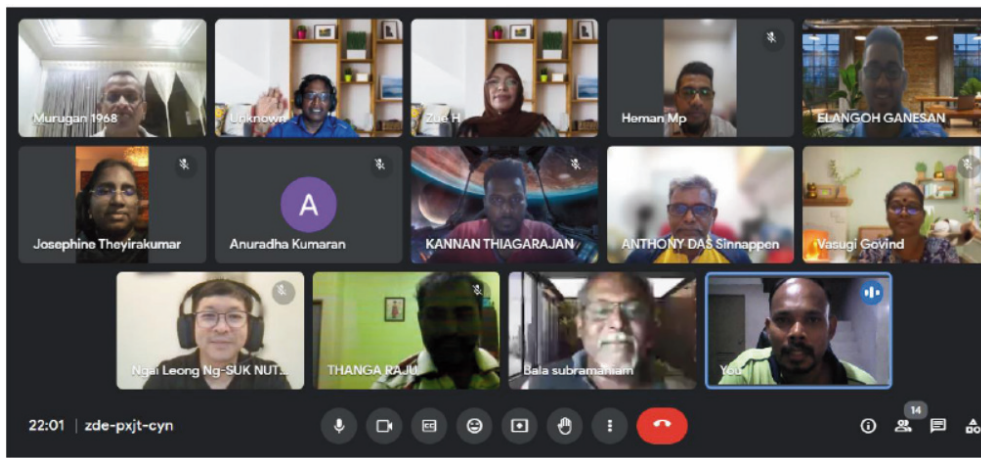 Murugan 1968
Unknown
Zue H
Heman Mp
ELANGOH GANESAN
Josephine Theyirakumar
A
Anuradha Kumaran
KANNAN THIAGARAJAN
ANTHONY DAS Sinnappen
Vasugi Govind
Ngai Leong Ng-SUK NUT...
THANGA RAJU
Bala subramaniam
You
14
22:01 | zde-pxjt-cyn